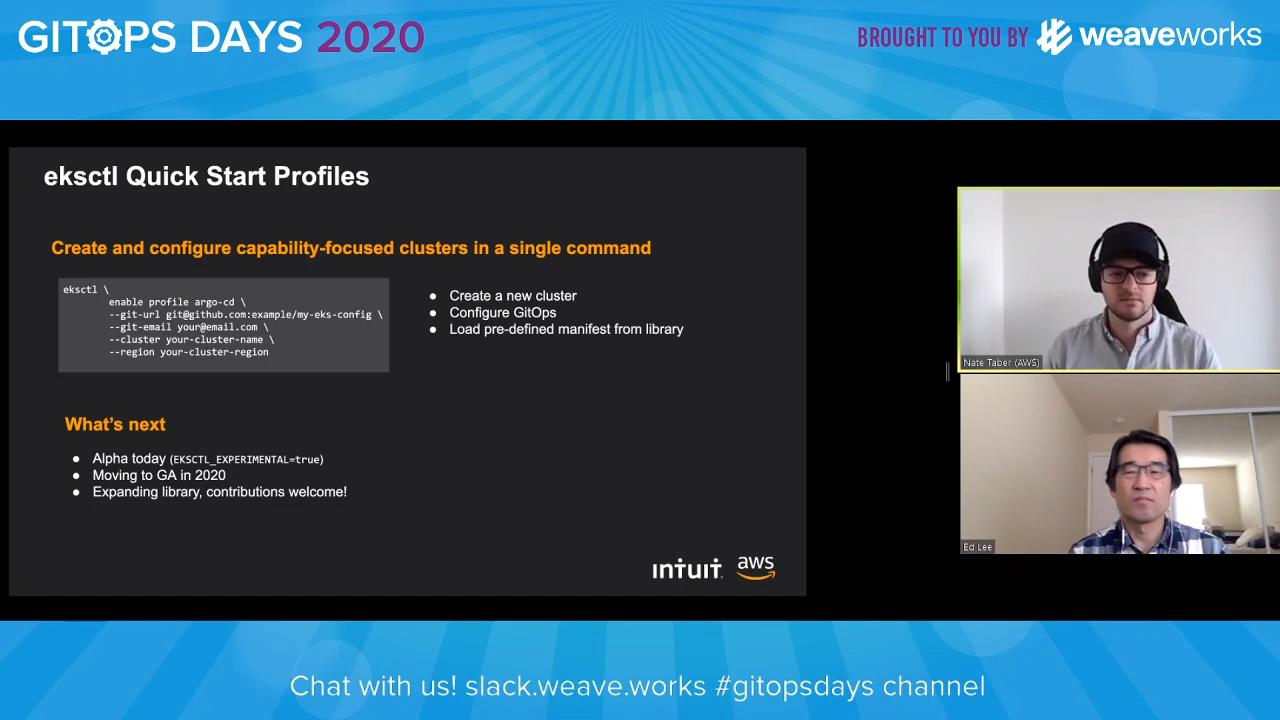 GITOPS DAYS 2020
BROUGHT TO YOU BY weaveworks
eksctl Quick Start Profiles
Create and configure capability-focused clusters in a single command
eksctl \
enable profile argo-cd \
--git-url git@github.com:example/my-eks-config \
--git-email your@email.com \
--cluster your-cluster-name \
--region your-cluster-region
● Create a new cluster
● Configure GitOps
● Load pre-defined manifest from library
What's next
● Alpha today (EKSCTL_EXPERIMENTAL=true)
● Moving to GA in 2020
● Expanding library, contributions welcome!
intuit. aws
Nate Taber (AWS)
Ed Lee
Chat with us! slack.weave.works #gitopsdays channel